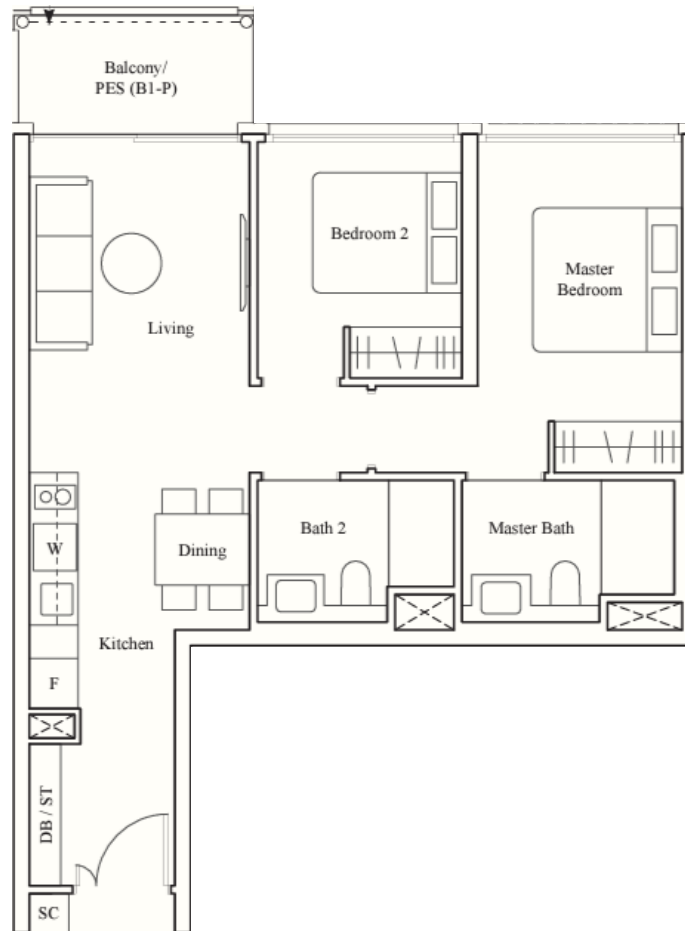 Balcony/
PES (B1-P)
Bedroom 2
Master
Bedroom
Living
W
Dining
Bath 2
Master Bath
Kitchen
F
DB / ST
SC